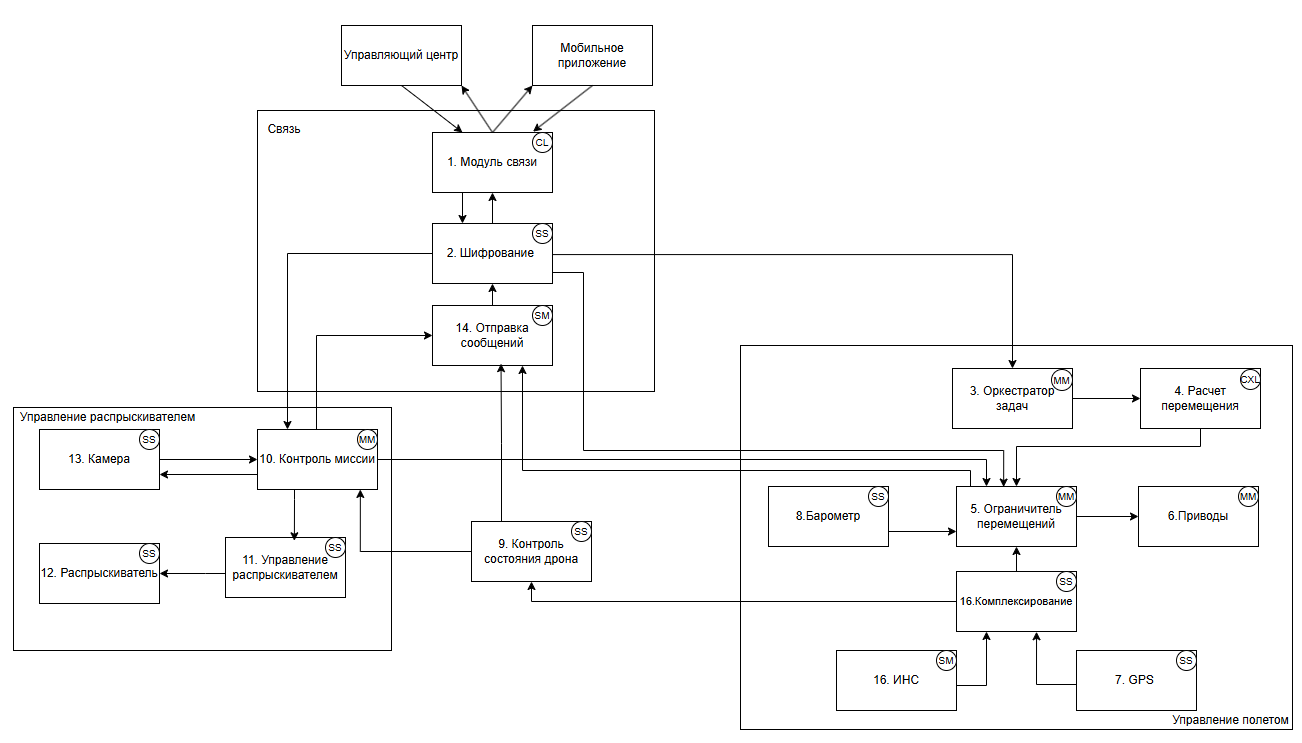 Управляющий центр
Мобильное
приложение
Связь
CL
1. Модуль связи
SS
2. Шифрование
SM
14. Отправка
сообщений
Управление распрыскивателем
SS
13. Камера
MM
10. Контроль миссии
SS
12. Распрыскиватель
SS
11. Управление
распрыскивателем
SS
9. Контроль
состояния дрона
MM
3. Оркестратор
задач
CXL
4. Расчет
перемещения
SS
8.Барометр
MM
5. Ограничитель
перемещений
MM
6.Приводы
SS
16.Комплексирование
SM
16. ИНС
SS
7. GPS
Управление полетом